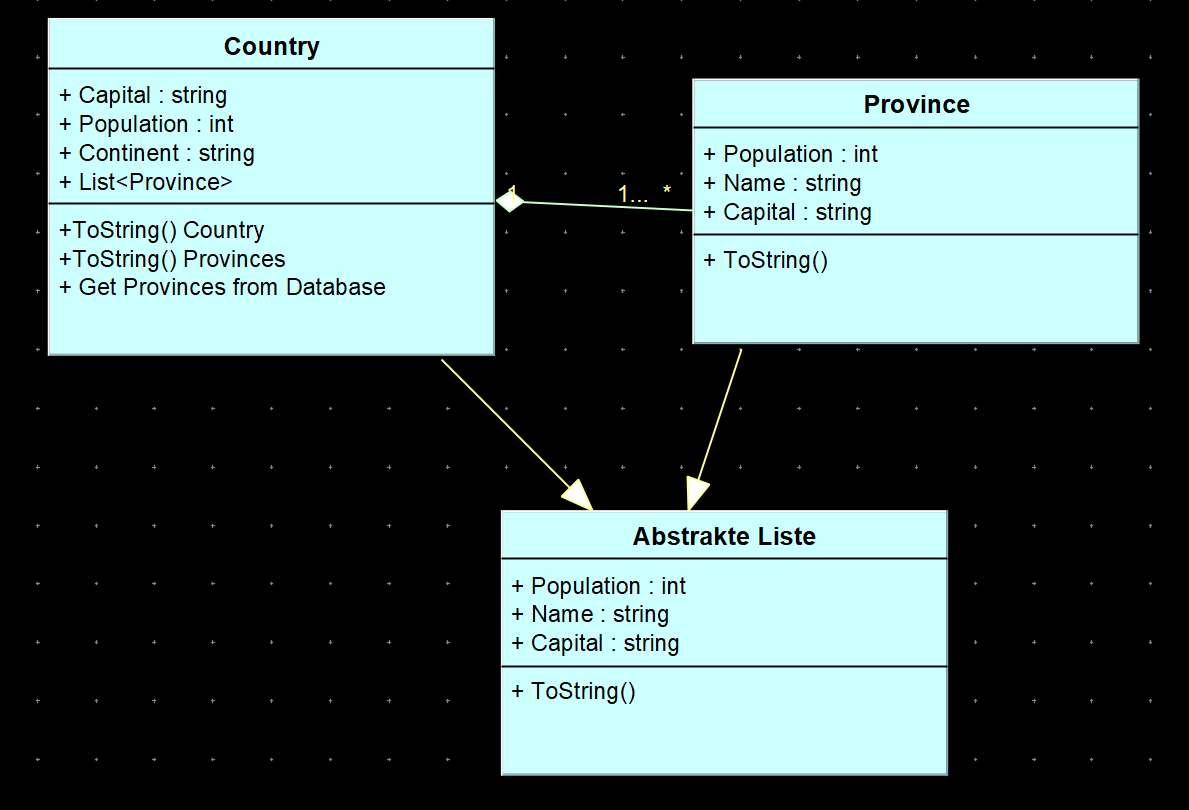 Country
+ Capital : string
+ Population : int
+ Continent : string
+ List<Province>
+ToString() Country
+ToString() Provinces
+ Get Provinces from Database
1
1... *
Province
+ Population : int
+ Name : string
+ Capital : string
+ ToString()
Abstrakte Liste
+ Population : int
+ Name : string
+ Capital : string
+ ToString()